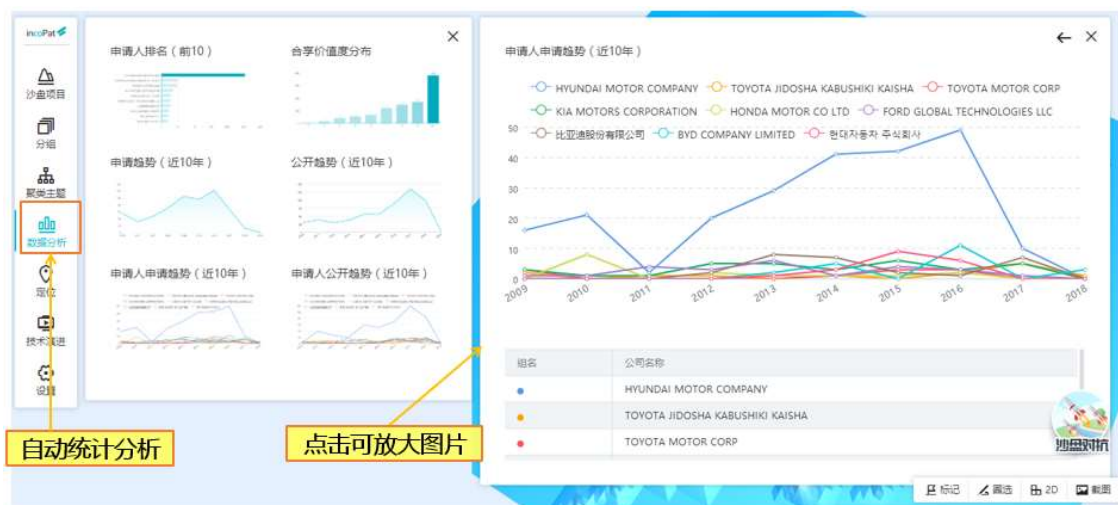 incoPat
沙盘项目
分组
聚类主题
数据分析
定位
技术演进
设置
申请人排名（前10）
合享价值度分布
申请趋势（近10年）
公开趋势（近10年）
申请人申请趋势（近10年）
申请人公开趋势（近10年）
自动统计分析
点击可放大图片
申请人申请趋势（近10年）
HYUNDAI MOTOR COMPANY TOYOTA JIDOSHA KABUSHIKI KAISHA TOYOTA MOTOR CORP
KIA MOTORS CORPORATION HONDA MOTOR CO LTD FORD GLOBAL TECHNOLOGIES LLC
比亚迪股份有限公司 BYD COMPANY LIMITED 현대자동차 주식회사
50
40
30
20
10
0
2009 2010 2011 2012 2013 2014 2015 2016 2017 2018
组名 公司名称
HYUNDAI MOTOR COMPANY
TOYOTA JIDOSHA KABUSHIKI KAISHA
TOYOTA MOTOR CORP
沙盘对抗
标记 圈选 2D 截图